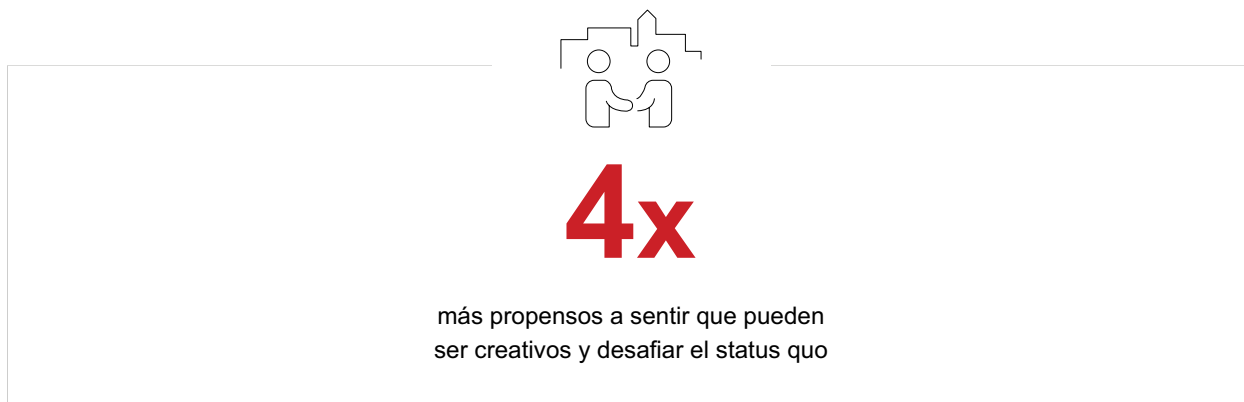 4x
más propensos a sentir que pueden
ser creativos y desafiar el status quo